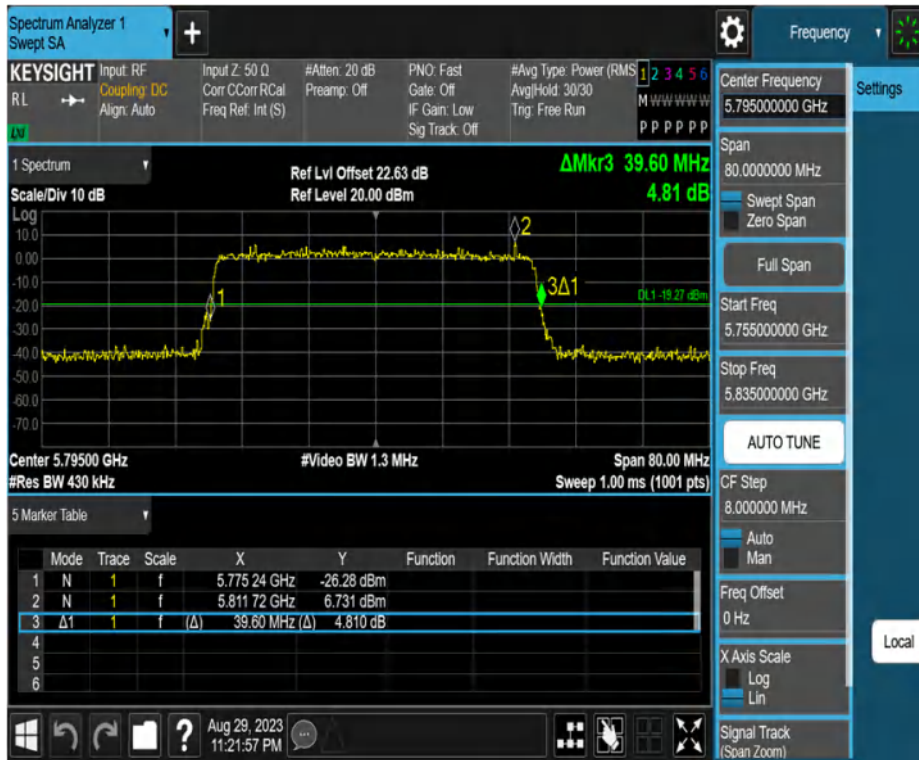 Spectrum Analyzer 1
Swept SA
+
Frequency
KEYSIGHT
RL
LXI
Input: RF
Coupling: DC
Align: Auto
Input Z: 50 Ω
Corr CCorr RCal
Freq Ref: Int (S)
#Atten: 20 dB
Preamp: Off
PNO: Fast
Gate: Off
IF Gain: Low
Sig Track: Off
#Avg Type: Power (RMS
Avg|Hold: 30/30
Trig: Free Run
1 2 3 4 5 6
M W W W W W
P P P P P P
1 Spectrum
Scale/Div 10 dB
Ref Lvl Offset 22.63 dB
Ref Level 20.00 dBm
ΔMkr3 39.60 MHz
4.81 dB
Log
10.0
0.00
-10.0
-20.0
-30.0
-40.0
-50.0
-60.0
-70.0
1
2
3Δ1
DL1 -19.27 dBm
Center 5.79500 GHz
#Video BW 1.3 MHz
Span 80.00 MHz
#Res BW 430 kHz
Sweep 1.00 ms (1001 pts)
5 Marker Table
Mode Trace Scale X Y Function Function Width Function Value
1 N 1 f 5.775 24 GHz -26.28 dBm
2 N 1 f 5.811 72 GHz 6.731 dBm
3 Δ1 1 f (Δ) 39.60 MHz (Δ) 4.810 dB
4
5
6
?
Aug 29, 2023
11:21:57 PM
Center Frequency
5.795000000 GHz
Settings
Span
80.0000000 MHz
Swept Span
Zero Span
Full Span
Start Freq
5.755000000 GHz
Stop Freq
5.835000000 GHz
AUTO TUNE
CF Step
8.000000 MHz
Auto
Man
Freq Offset
0 Hz
Local
X Axis Scale
Log
Lin
Signal Track
(Span Zoom)